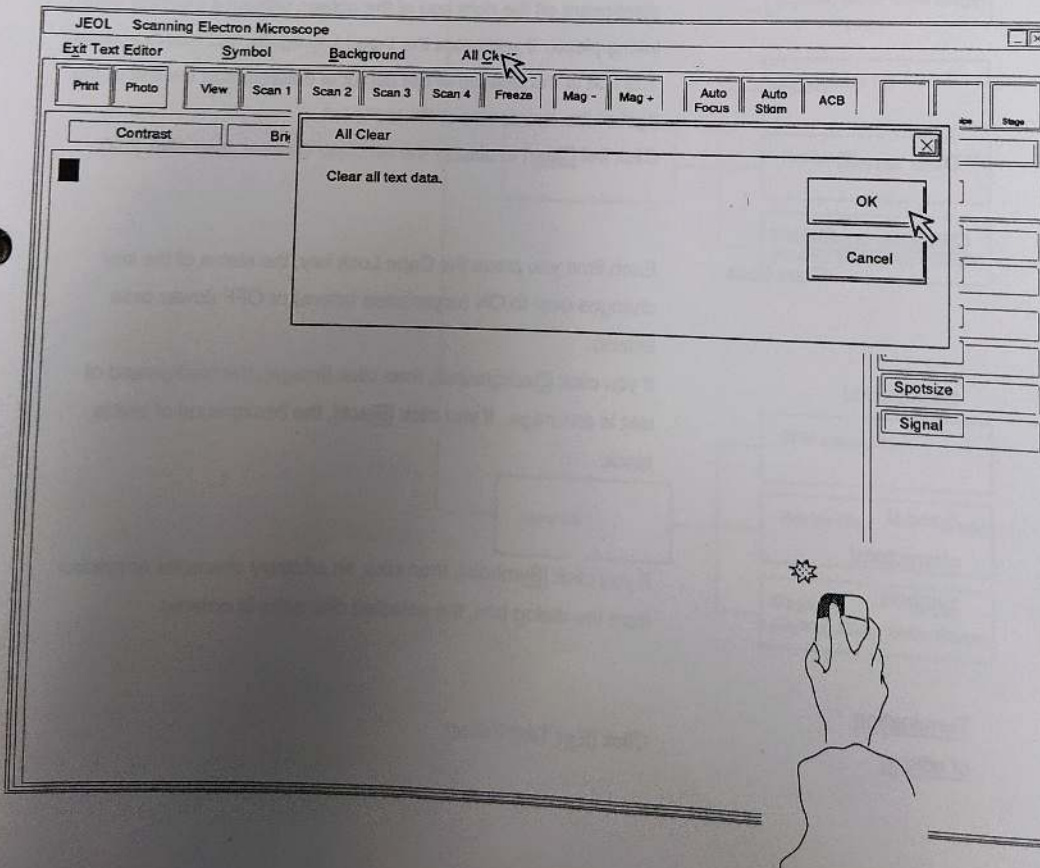 JEOL Scanning Electron Microscope
Exit Text Editor Symbol Background All
Print Photo View Scan 1 Scan 2 Scan 3 Scan 4 Freeze Mag - Mag + Auto Focus Auto Stigm ACB Stage
Contrast
All Clear
Clear all text data.
OK
Cancel
Spotsize
Signal